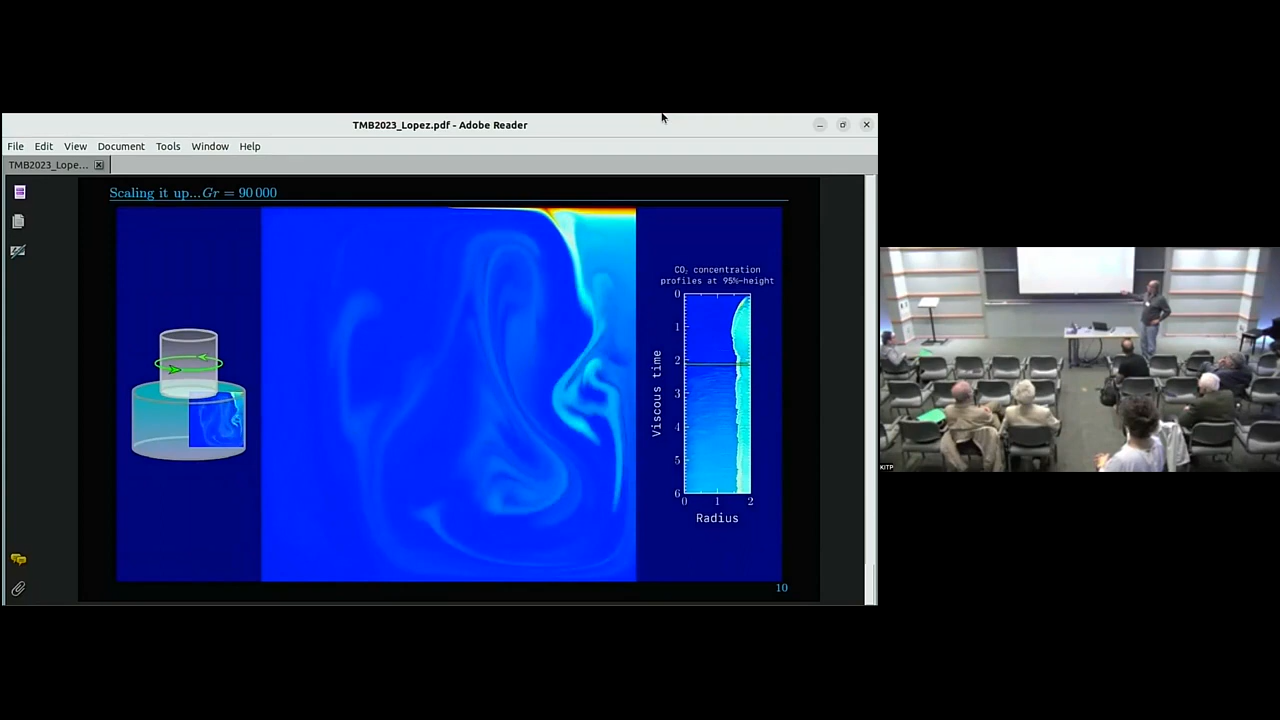 TMB2023_Lopez.pdf - Adobe Reader
File Edit View Document Tools Window Help
TMB2023_Lope...
Scaling it up...Gr = 90 000
CO₂ concentration
profiles at 95%-height
0
1
2
3
4
5
6
Viscous time
0 1 2
Radius
10
KITP